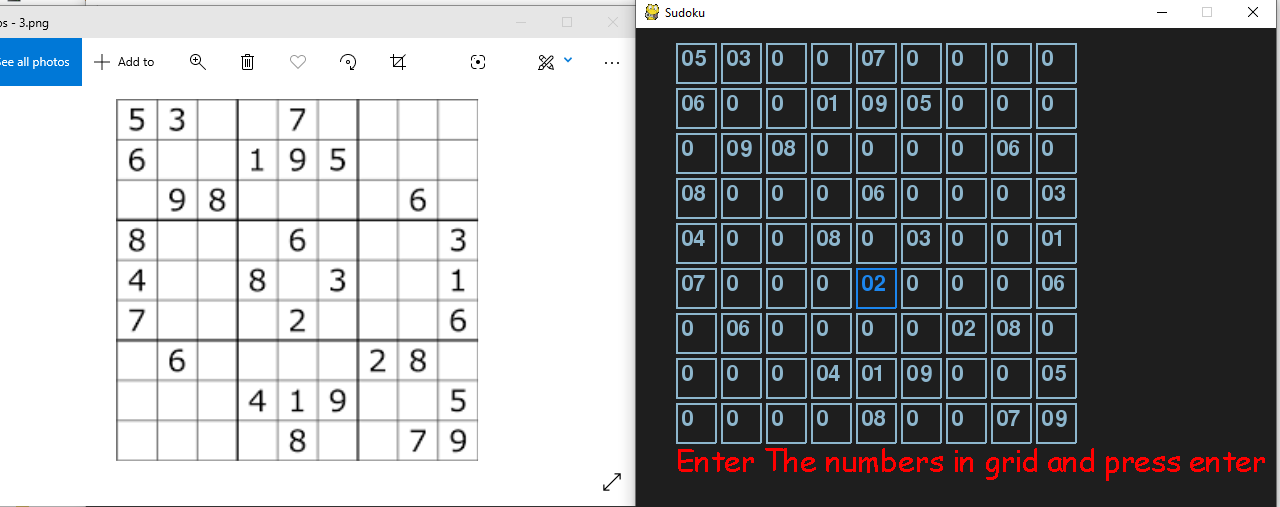 os - 3.png
See all photos
Add to
5 3 7
6 1 9 5
9 8 6
8 6 3
4 8 3 1
7 2 6
6 2 8
4 1 9 5
8 7 9
Sudoku
05 03 0 0 07 0 0 0 0
06 0 0 01 09 05 0 0 0
0 09 08 0 0 0 0 06 0
08 0 0 0 06 0 0 0 03
04 0 0 08 0 03 0 0 01
07 0 0 0 02 0 0 0 06
0 06 0 0 0 0 02 08 0
0 0 0 04 01 09 0 0 05
0 0 0 0 08 0 0 07 09
Enter The numbers in grid and press enter